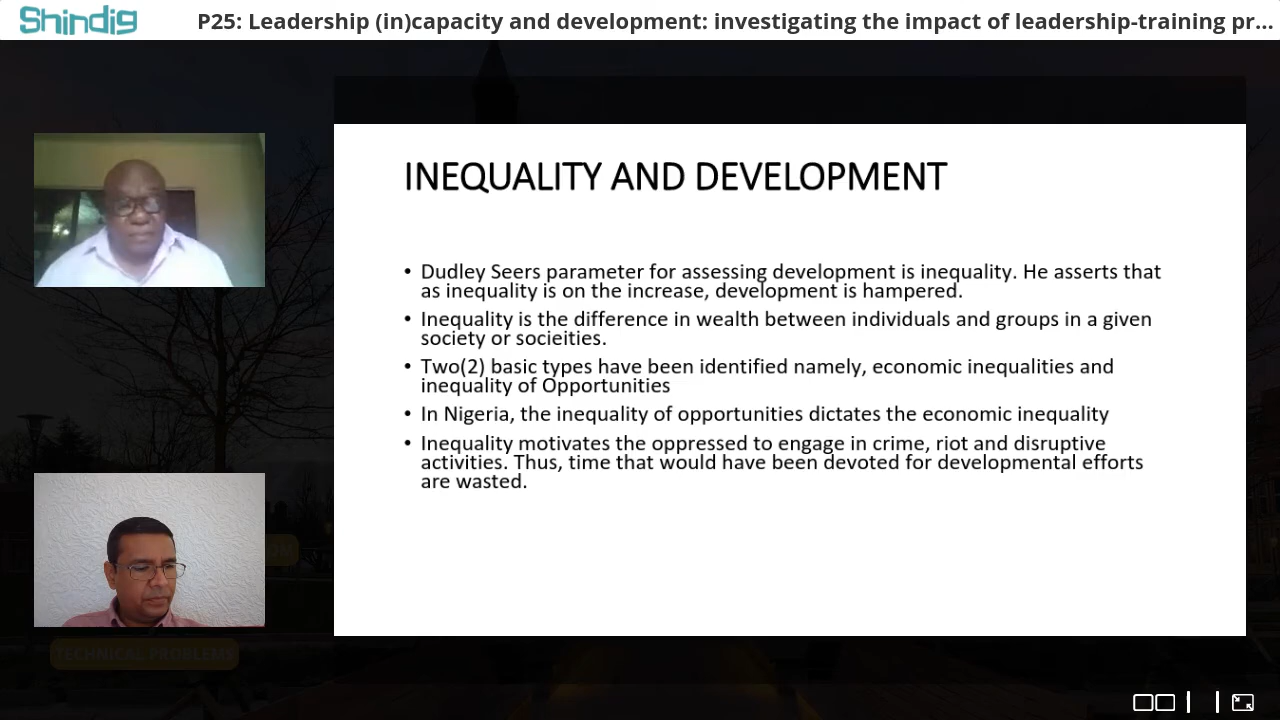 Shindig
P25: Leadership (in)capacity and development: investigating the impact of leadership-training pr...
INEQUALITY AND DEVELOPMENT
• Dudley Seers parameter for assessing development is inequality. He asserts that
as inequality is on the increase, development is hampered.
• Inequality is the difference in wealth between individuals and groups in a given
society or socieities.
• Two(2) basic types have been identified namely, economic inequalities and
inequality of Opportunities
• In Nigeria, the inequality of opportunities dictates the economic inequality
• Inequality motivates the oppressed to engage in crime, riot and disruptive
activities. Thus, time that would have been devoted for developmental efforts
are wasted.
TECHNICAL PROBLEMS